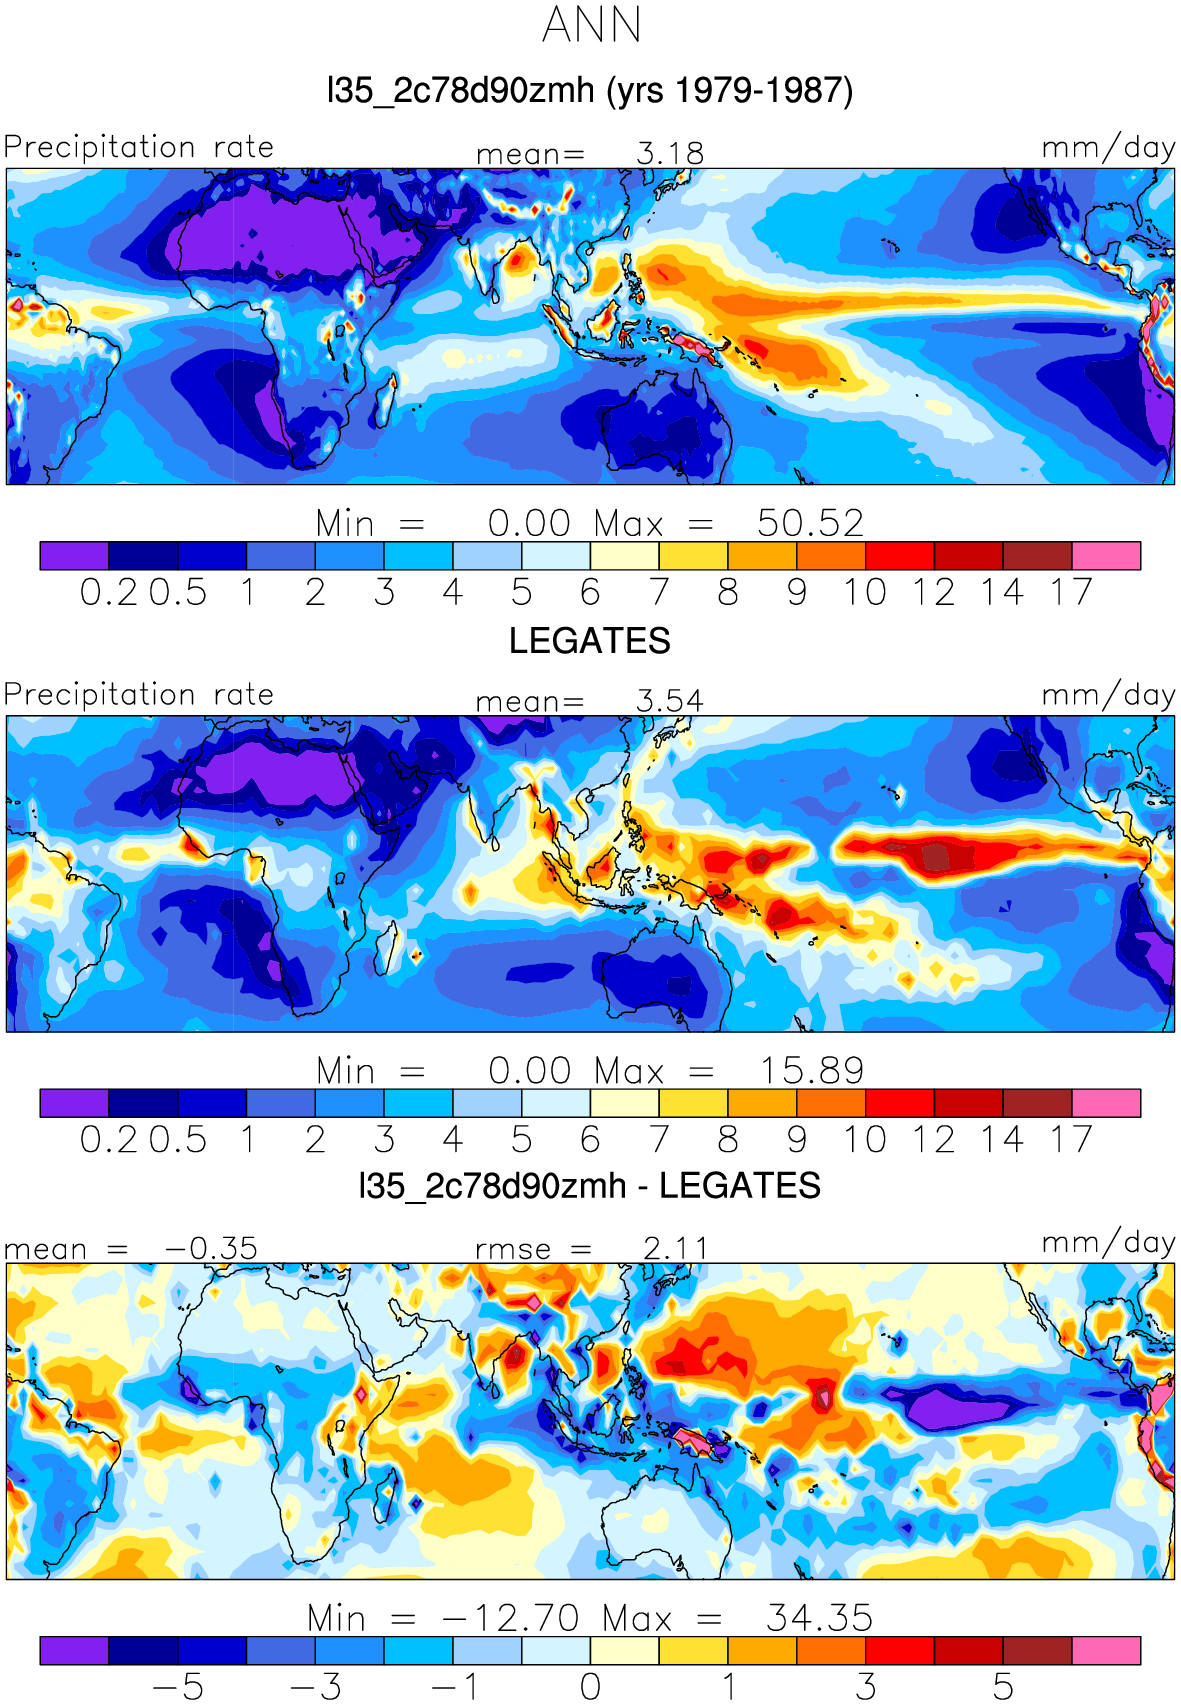 ANN
l35_2c78d90zmh (yrs 1979-1987)
Precipitation rate mean= 3.18 mm/day
Min = 0.00 Max = 50.52
0.2 0.5 1 2 3 4 5 6 7 8 9 10 12 14 17
LEGATES
Precipitation rate mean= 3.54 mm/day
Min = 0.00 Max = 15.89
0.2 0.5 1 2 3 4 5 6 7 8 9 10 12 14 17
l35_2c78d90zmh - LEGATES
mean = −0.35 rmse = 2.11 mm/day
Min = −12.70 Max = 34.35
−5 −3 −1 0 1 3 5